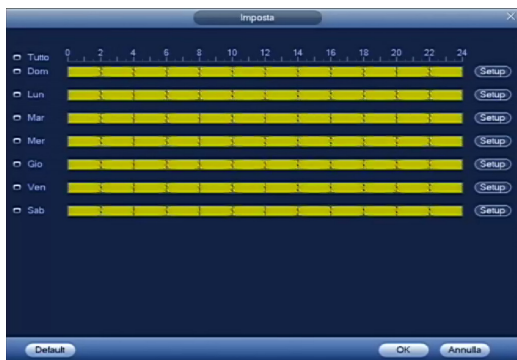 Imposta
Tutto 0 2 4 6 8 10 12 14 16 18 20 22 24
Dom Setup
Lun Setup
Mar Setup
Mer Setup
Gio Setup
Ven Setup
Sab Setup
Default OK Annulla